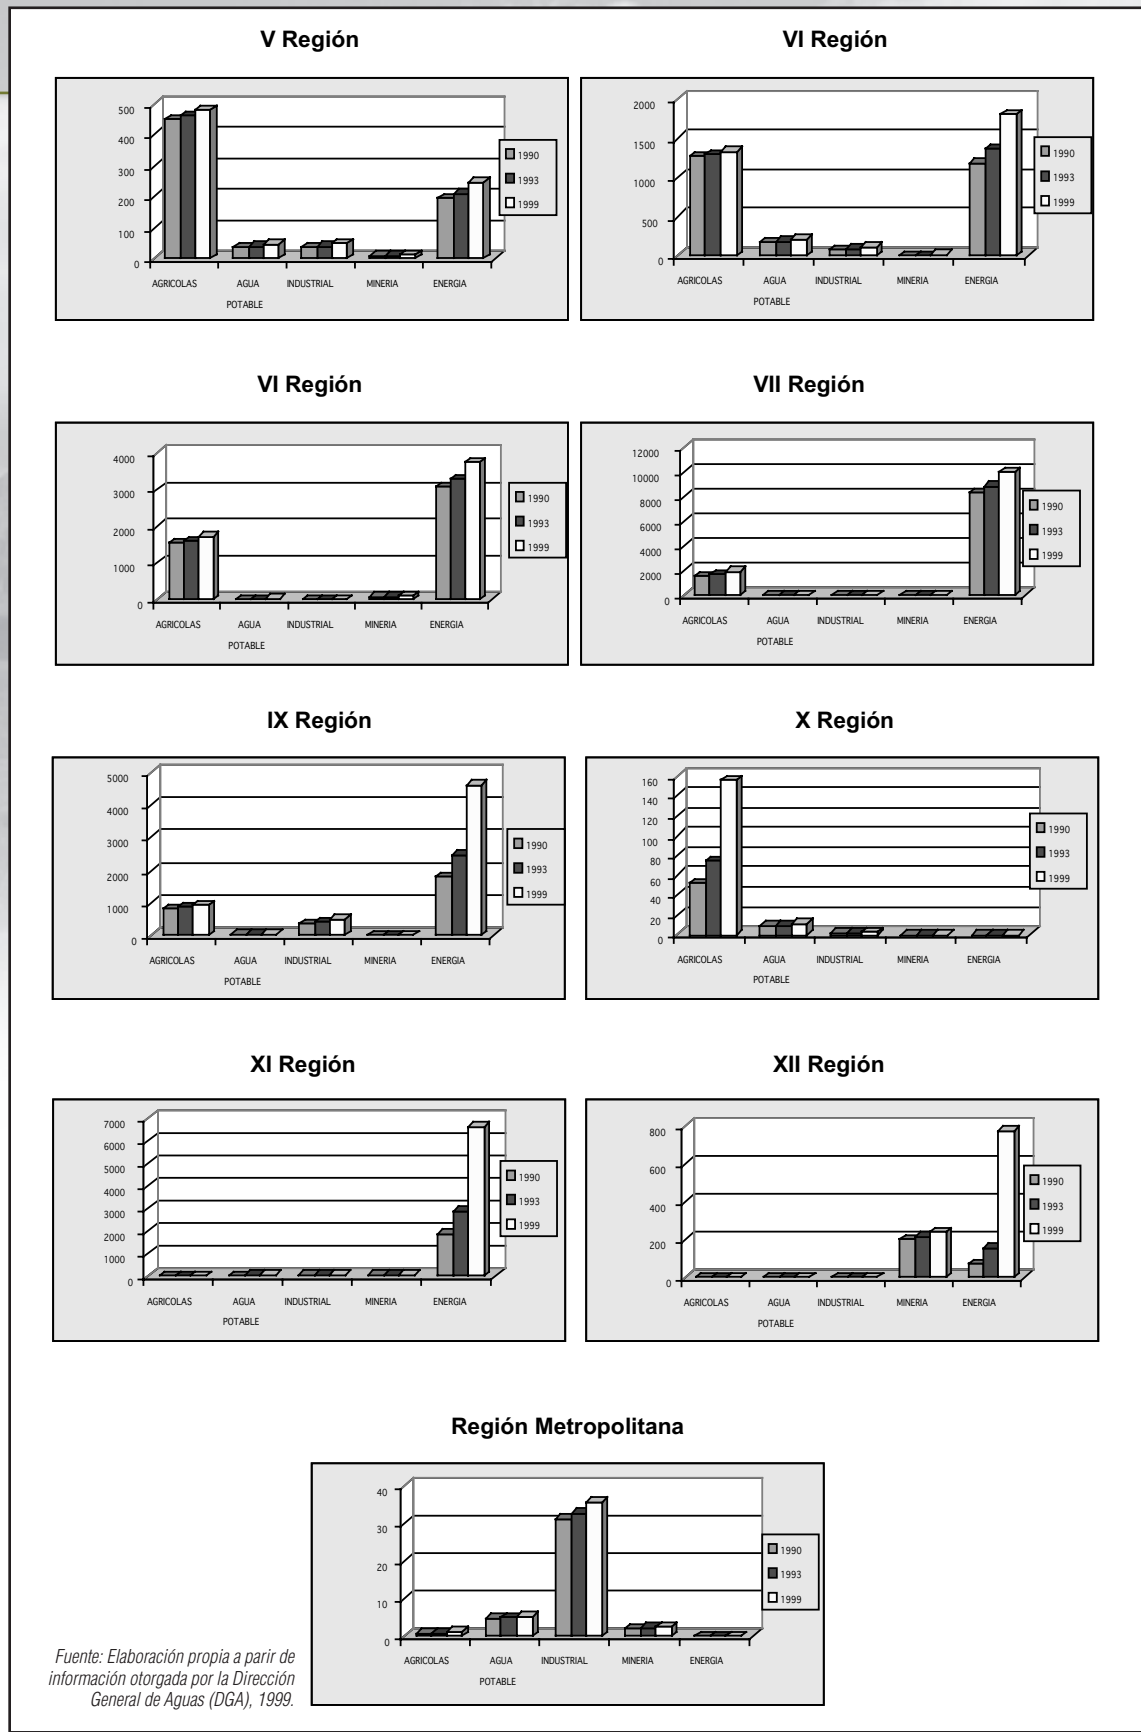 V Región
500
400
300
200
100
0
AGRICOLAS
AGUA
POTABLE
INDUSTRIAL
MINERIA
ENERGIA
1990
1993
1999
VI Región
2000
1500
1000
500
0
AGRICOLAS
AGUA
POTABLE
INDUSTRIAL
MINERIA
ENERGIA
1990
1993
1999
VI Región
4000
3000
2000
1000
0
AGRICOLAS
AGUA
POTABLE
INDUSTRIAL
MINERIA
ENERGIA
1990
1993
1999
VII Región
12000
10000
8000
6000
4000
2000
0
AGRICOLAS
AGUA
POTABLE
INDUSTRIAL
MINERIA
ENERGIA
1990
1993
1999
IX Región
5000
4000
3000
2000
1000
0
AGRICOLAS
AGUA
POTABLE
INDUSTRIAL
MINERIA
ENERGIA
1990
1993
1999
X Región
160
140
120
100
80
60
40
20
0
AGRICOLAS
AGUA
POTABLE
INDUSTRIAL
MINERIA
ENERGIA
1990
1993
1999
XI Región
7000
6000
5000
4000
3000
2000
1000
0
AGRICOLAS
AGUA
POTABLE
INDUSTRIAL
MINERIA
ENERGIA
1990
1993
1999
XII Región
800
600
400
200
0
AGRICOLAS
AGUA
POTABLE
INDUSTRIAL
MINERIA
ENERGIA
1990
1993
1999
Región Metropolitana
40
30
20
10
0
AGRICOLAS
AGUA
POTABLE
INDUSTRIAL
MINERIA
ENERGIA
1990
1993
1999
Fuente: Elaboración propia a parir de
información otorgada por la Dirección
General de Aguas (DGA), 1999.